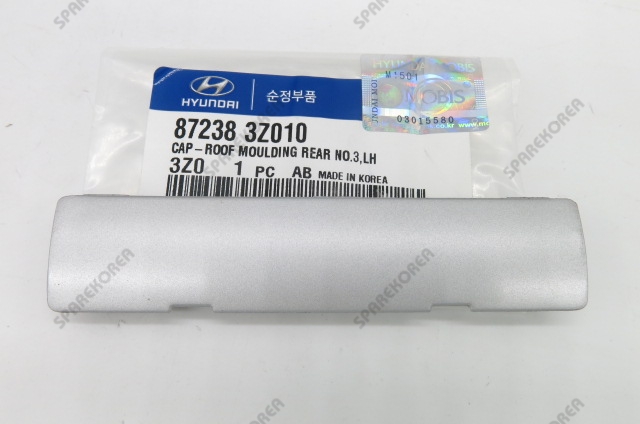 HYUNDAI
순정부품
87238 3Z010
CAP-ROOF MOULDING REAR NO.3,LH
3Z0 1 PC AB MADE IN KOREA
M1501
MOBIS
03015580
SPAREKOREA